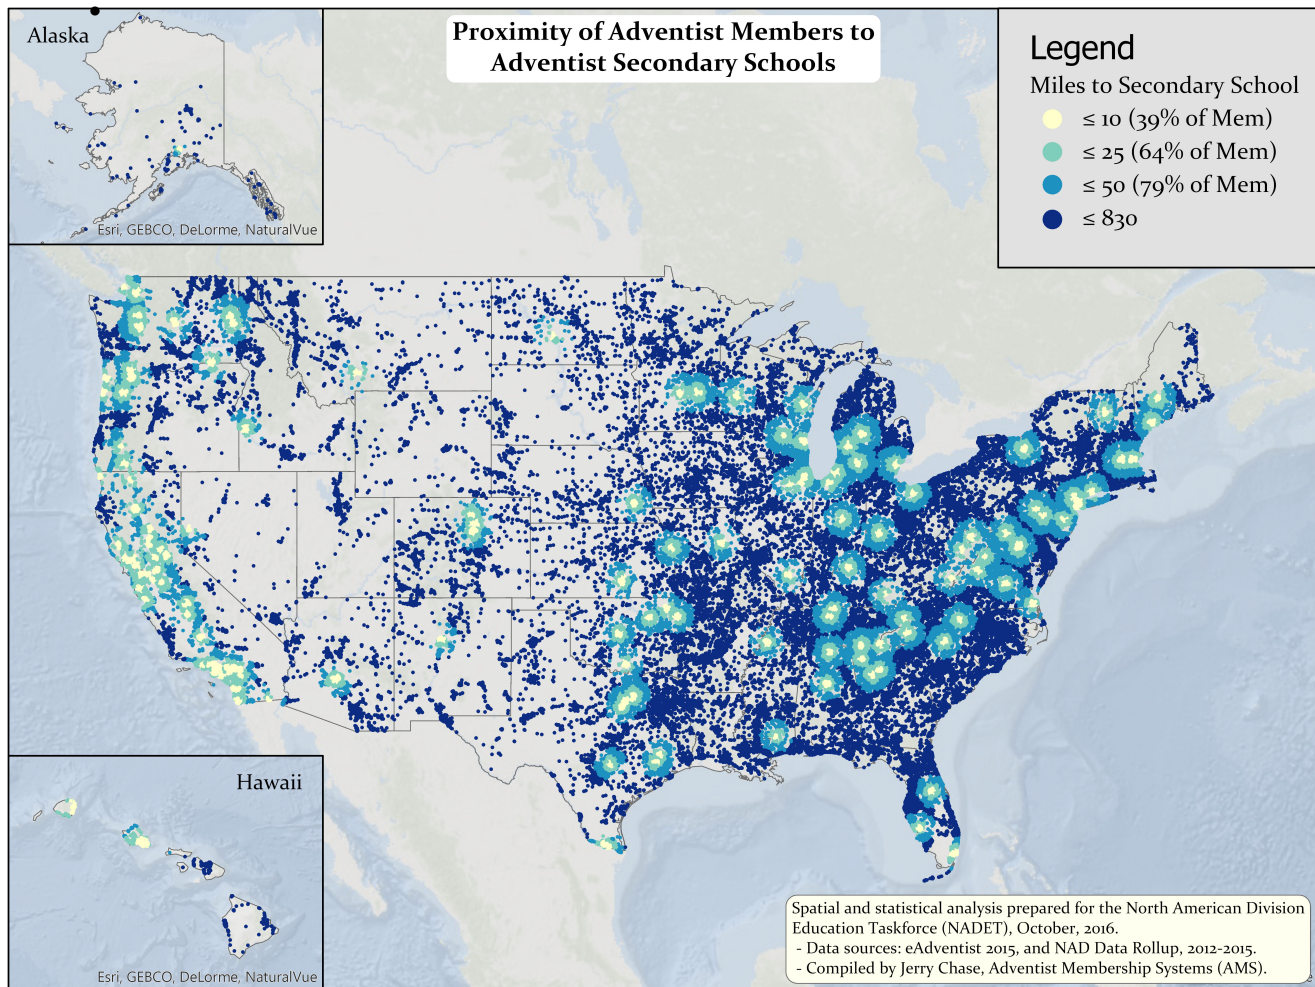 Alaska
Esri, GEBCO, DeLorme, NaturalVue
Proximity of Adventist Members to
Adventist Secondary Schools
Legend
Miles to Secondary School
≤ 10 (39% of Mem)
≤ 25 (64% of Mem)
≤ 50 (79% of Mem)
≤ 830
Hawaii
Esri, GEBCO, DeLorme, NaturalVue
Spatial and statistical analysis prepared for the North American Division
Education Taskforce (NADET), October, 2016.
- Data sources: eAdventist 2015, and NAD Data Rollup, 2012-2015.
- Compiled by Jerry Chase, Adventist Membership Systems (AMS).